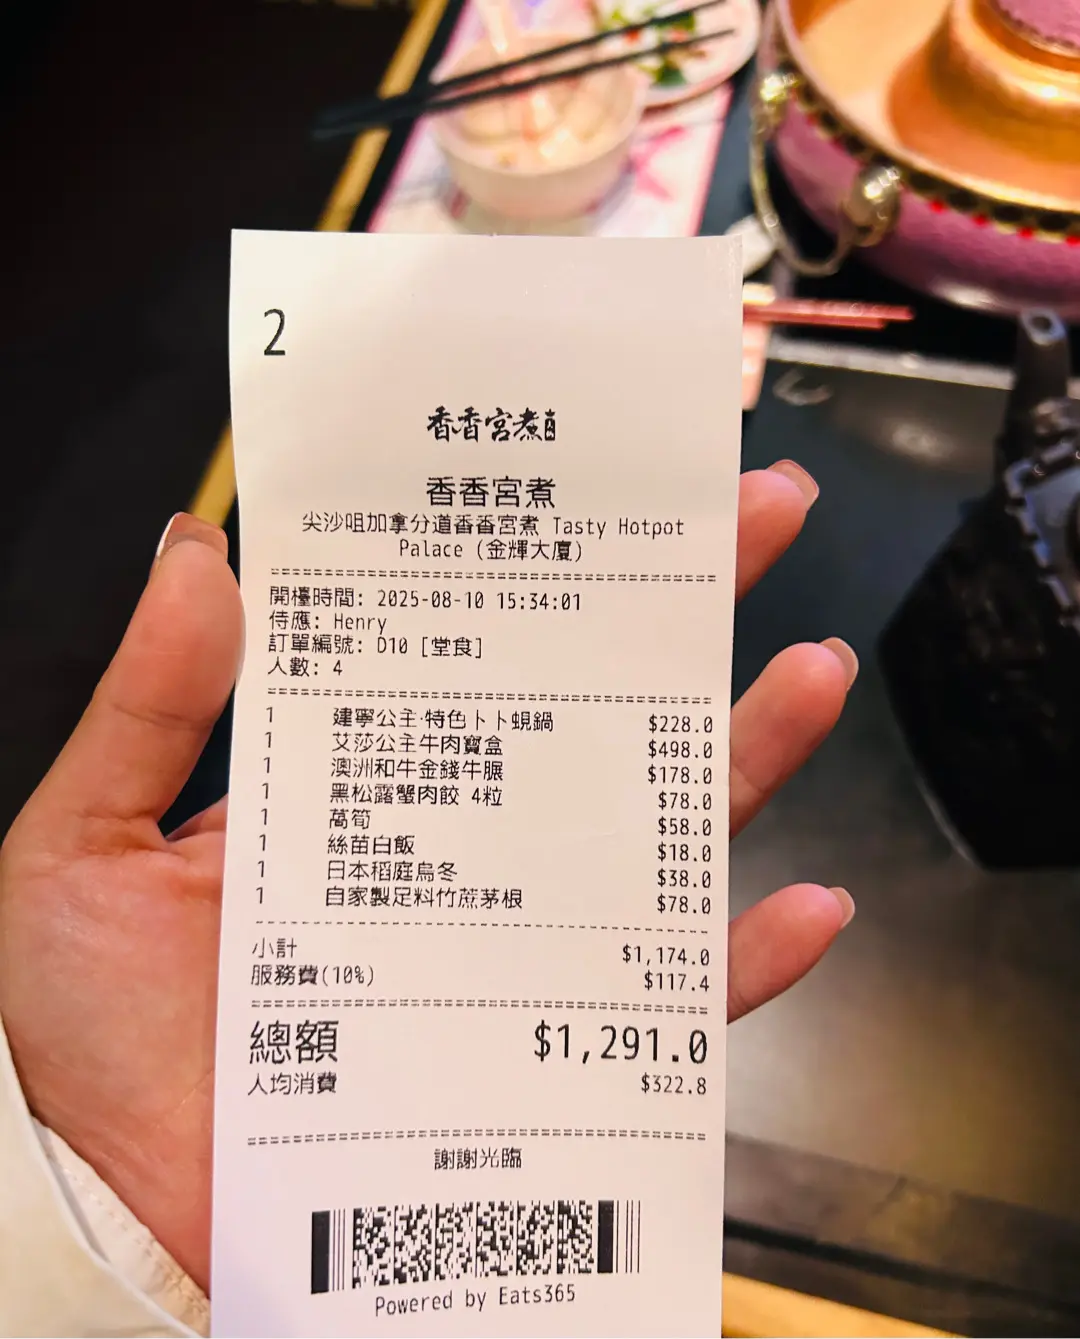 2
香香宮煮
香香宮煮
尖沙咀加拿分道香香宮煮 Tasty Hotpot
Palace (金輝大廈)
開檯時間: 2025-08-10 15:34:01
侍應: Henry
訂單編號: D10 [堂食]
人數: 4
1 建寧公主·特色卜卜蜆鍋 $228.0
1 艾莎公主牛肉寶盒 $498.0
1 澳洲和牛金錢牛𦟌 $178.0
1 黑松露蟹肉餃 4粒 $78.0
1 萵筍 $58.0
1 絲苗白飯 $18.0
1 日本稻庭烏冬 $38.0
1 自家製足料竹蔗茅根 $78.0
小計 $1,174.0
服務費(10%) $117.4
總額 $1,291.0
人均消費 $322.8
謝謝光臨
Powered by Eats365